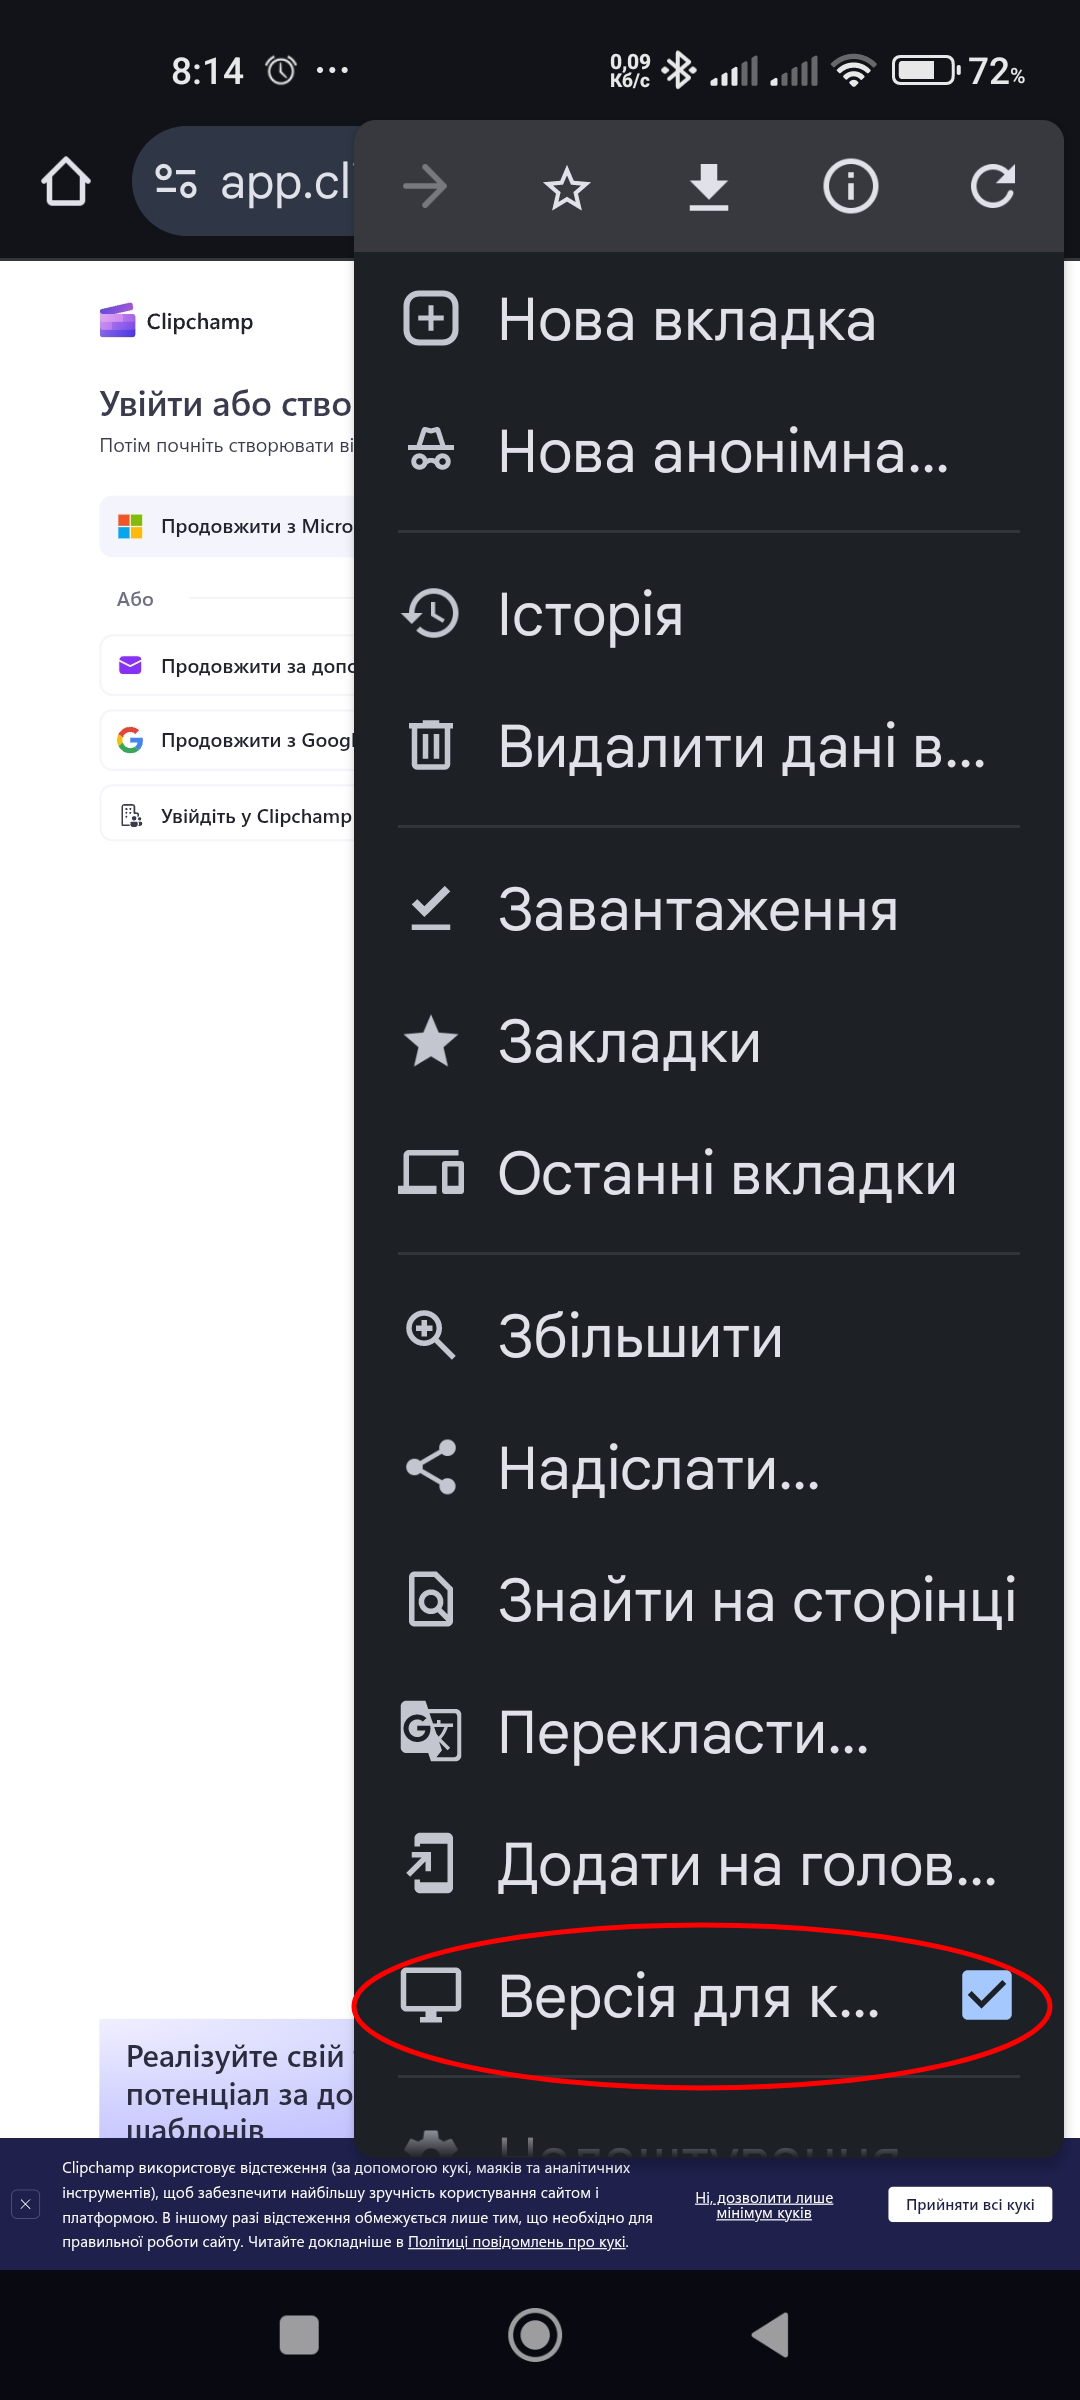 8:14
0,09
Кб/с
72%
app.cl
Clipchamp
Увійти або ство
Потім почніть створювати ві
Продовжити з Micro
Або
Продовжити за допо
Продовжити з Googl
Увійдіть у Clipchamp
Нова вкладка
Нова анонімна...
Історія
Видалити дані в...
Завантаження
Закладки
Останні вкладки
Збільшити
Надіслати...
Знайти на сторінці
Перекласти...
Додати на голов...
Версія для к...
Налаштування
Реалізуйте свій
потенціал за до
шаблонів
Clipchamp використовує відстеження (за допомогою кукі, маяків та аналітичних
інструментів), щоб забезпечити найбільшу зручність користування сайтом і
платформою. В іншому разі відстеження обмежується лише тим, що необхідно для
правильної роботи сайту. Читайте докладніше в Політиці повідомлень про кукі.
Ні, дозволити лише
мінімум куків
Прийняти всі кукі